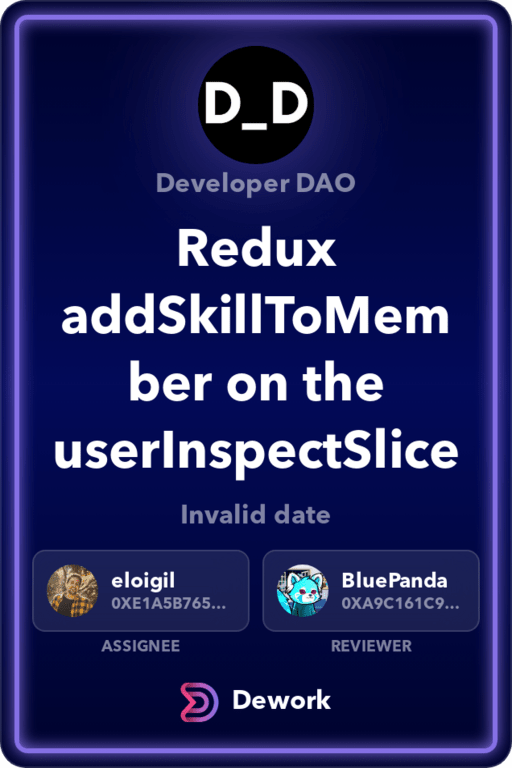 D_D
Developer DAO
Redux
addSkillToMem
ber on the
userInspectSlice
Invalid date
eloigil
0XE1A5B765...
ASSIGNEE
BluePanda
0XA9C161C9...
REVIEWER
Dework